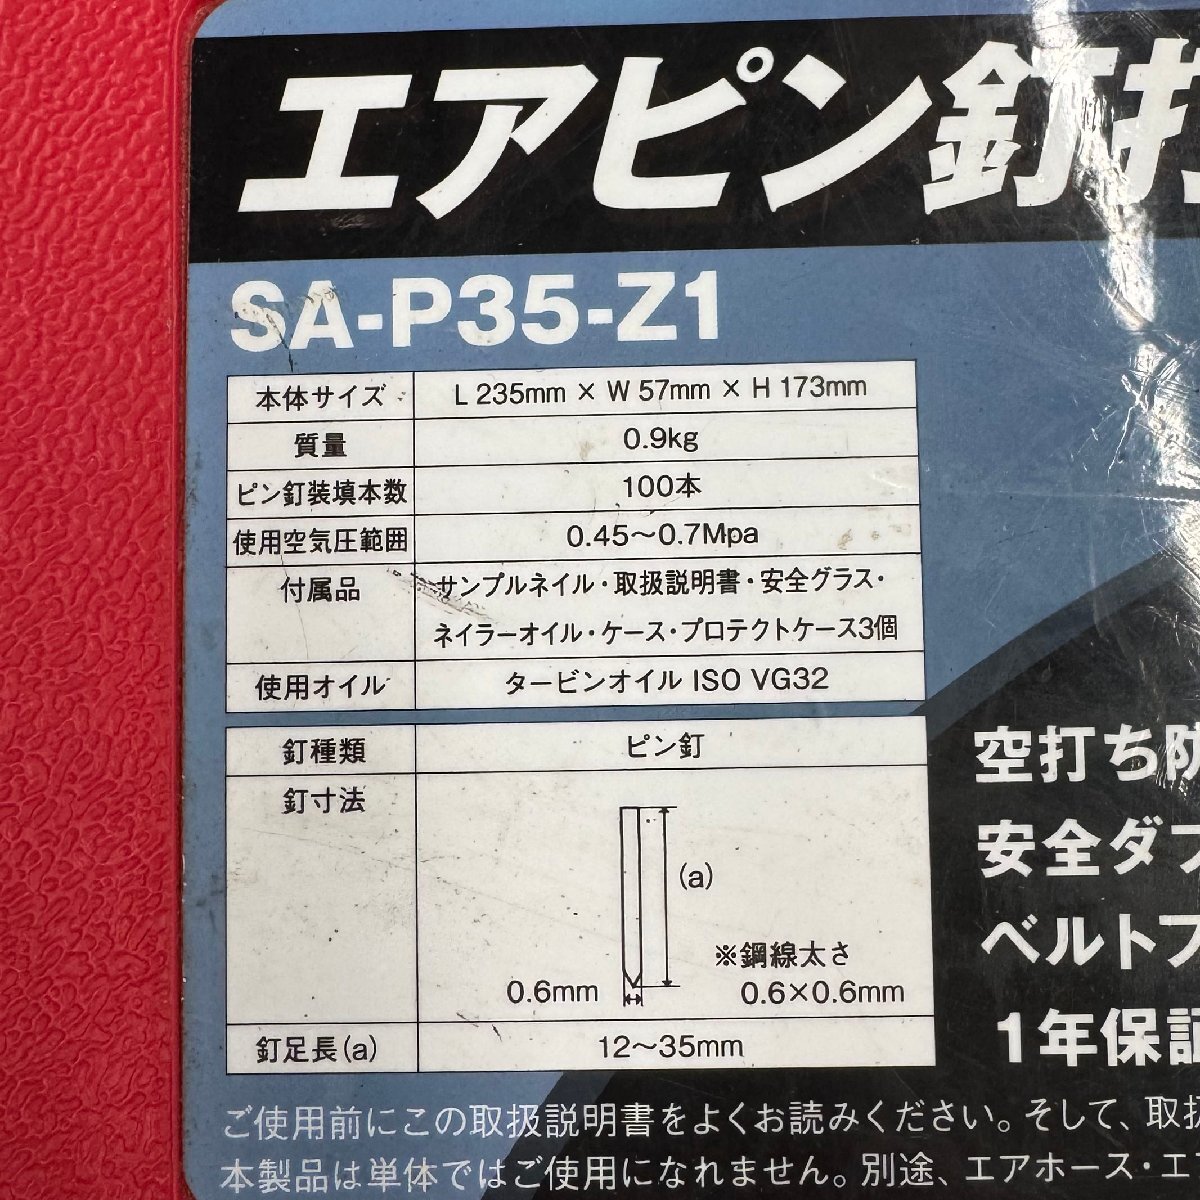 エアピン釘打
SA-P35-Z1
本体サイズ L 235mm × W 57mm × H 173mm
質量 0.9kg
ピン釘装填本数 100本
使用空気圧範囲 0.45〜0.7Mpa
付属品 サンプルネイル・取扱説明書・安全グラス・
ネイラーオイル・ケース・プロテクトケース3個
使用オイル タービンオイル ISO VG32
釘種類 ピン釘
釘寸法
(a)
※鋼線太さ
0.6mm 0.6×0.6mm
釘足長(a) 12〜35mm
空打ち防
安全ダブ
ベルトフ
1年保証
ご使用前にこの取扱説明書をよくお読みください。そして、取扱
本製品は単体ではご使用になれません。別途、エアホース・エア